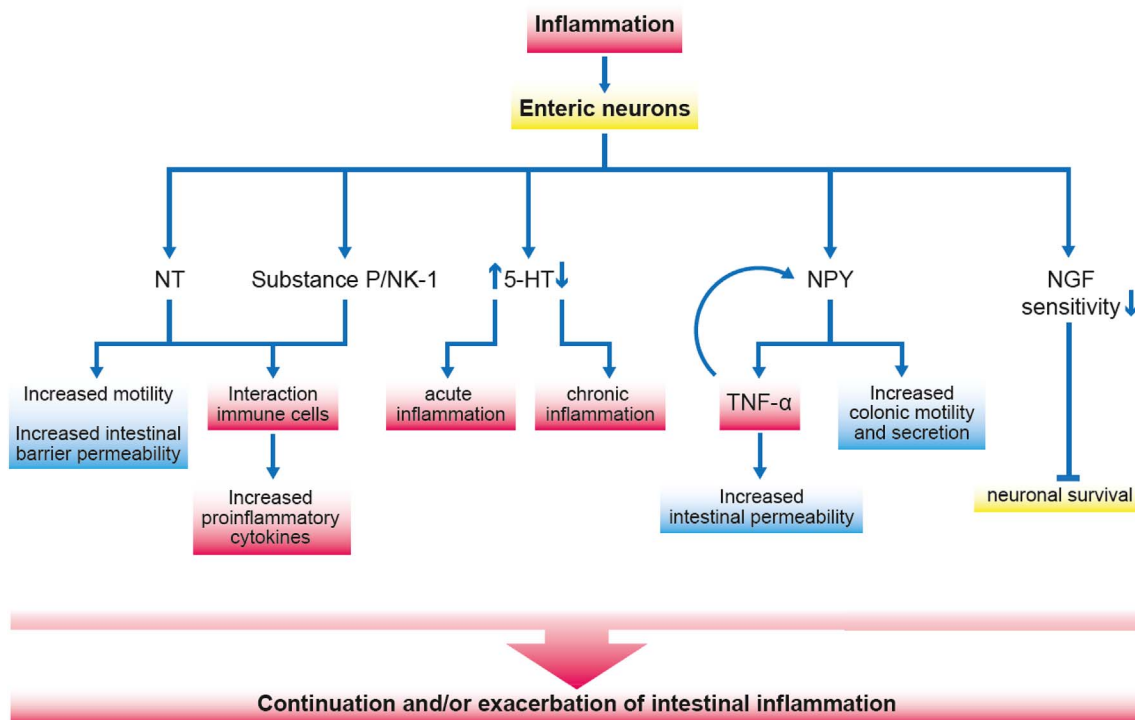 Inflammation
Enteric neurons
NT
Substance P/NK-1
5-HT
NPY
NGF
sensitivity
Increased motility
Increased intestinal
barrier permeability
Interaction
immune cells
Increased
proinflammatory
cytokines
acute
inflammation
chronic
inflammation
TNF-α
Increased
intestinal permeability
Increased
colonic motility
and secretion
neuronal survival
Continuation and/or exacerbation of intestinal inflammation